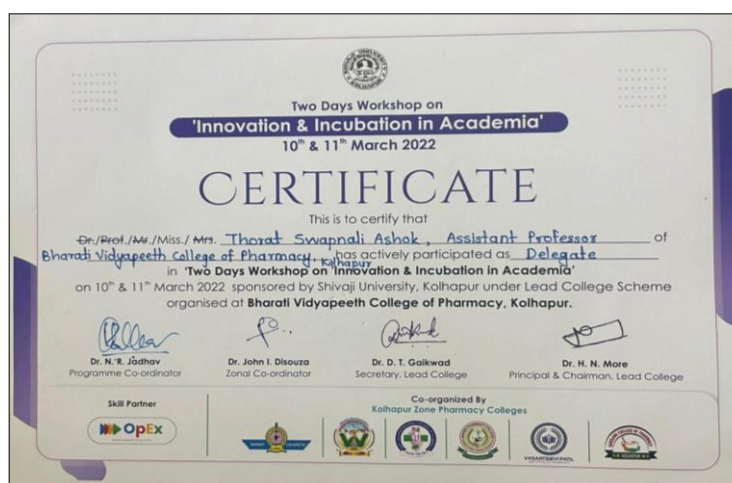 Two Days Workshop on
'Innovation & Incubation in Academia'
10th & 11th March 2022
CERTIFICATE
This is to certify that
Dr./Prof./Mr./Miss./ Mrs. Thorat Swapnali Ashok, Assistant Professor of
Bharati Vidyapeeth College of Pharmacy, Kolhapur has actively participated as Delegate
in 'Two Days Workshop on Innovation & Incubation in Academia'
on 10th & 11th March 2022 sponsored by Shivaji University, Kolhapur under Lead College Scheme
organised at Bharati Vidyapeeth College of Pharmacy, Kolhapur.
Dr. N. R. Jadhav
Programme Co-ordinator
Dr. John I. Disouza
Zonal Co-ordinator
Dr. D. T. Gaikwad
Secretary, Lead College
Dr. H. N. More
Principal & Chairman, Lead College
Skill Partner
OpEx
Co-organized By
Kolhapur Zone Pharmacy Colleges
VASANTIDEVI PATIL